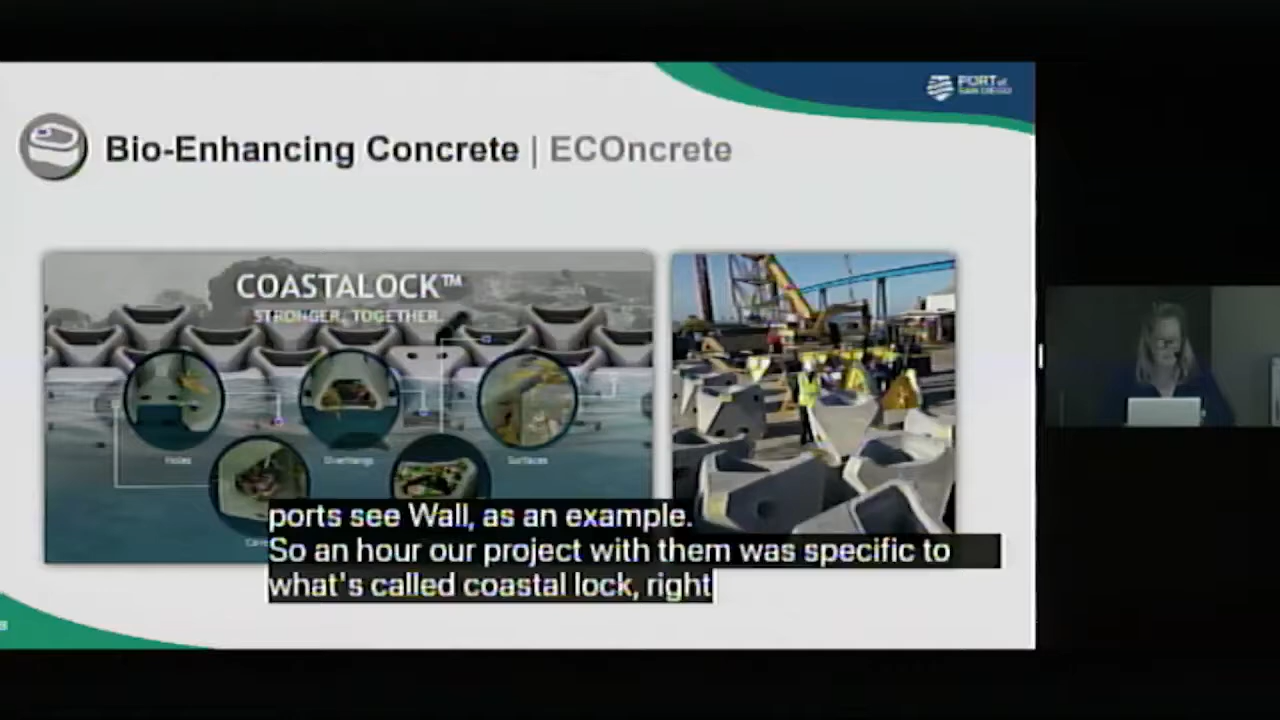 PORT of
SAN DIEGO
Bio-Enhancing Concrete | ECOncrete
COASTALOCK™
STRONGER, TOGETHER.
Holes
Overhangs
Surfaces
ports see Wall, as an example.
So an hour our project with them was specific to
what's called coastal lock, right